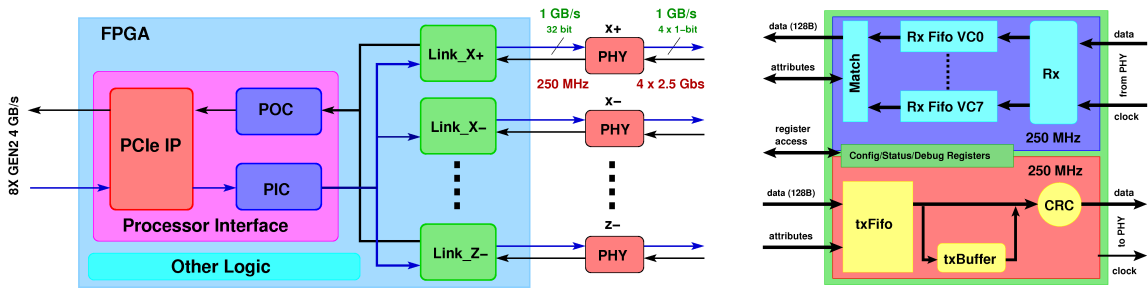 FPGA
8X GEN2 4 GB/s
PCIe IP
POC
PIC
Processor Interface
Other Logic
Link_X+
Link_X−
Link_Z−
1 GB/s
32 bit
250 MHz
x+
PHY
1 GB/s
4 x 1−bit
4 x 2.5 Gbs
x−
PHY
z−
PHY
data (128B)
attributes
Match
Rx Fifo VC0
Rx Fifo VC7
Rx
data
from PHY
clock
250 MHz
register
access
Config/Status/Debug Registers
250 MHz
data (128B)
attributes
txFifo
txBuffer
CRC
data
to PHY
clock